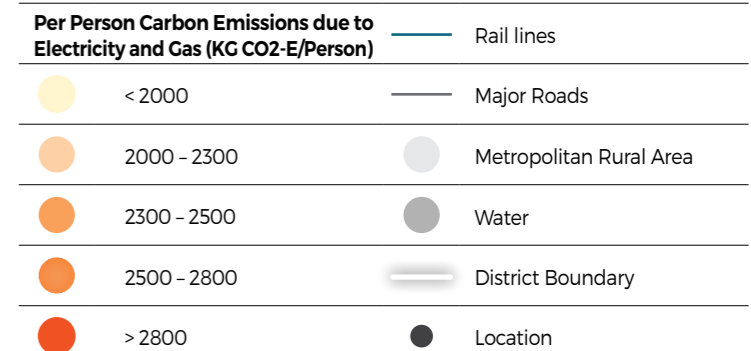 Per Person Carbon Emissions due to
Electricity and Gas (KG CO2-E/Person)
Rail lines
< 2000
Major Roads
2000 – 2300
Metropolitan Rural Area
2300 – 2500
Water
2500 – 2800
District Boundary
> 2800
Location